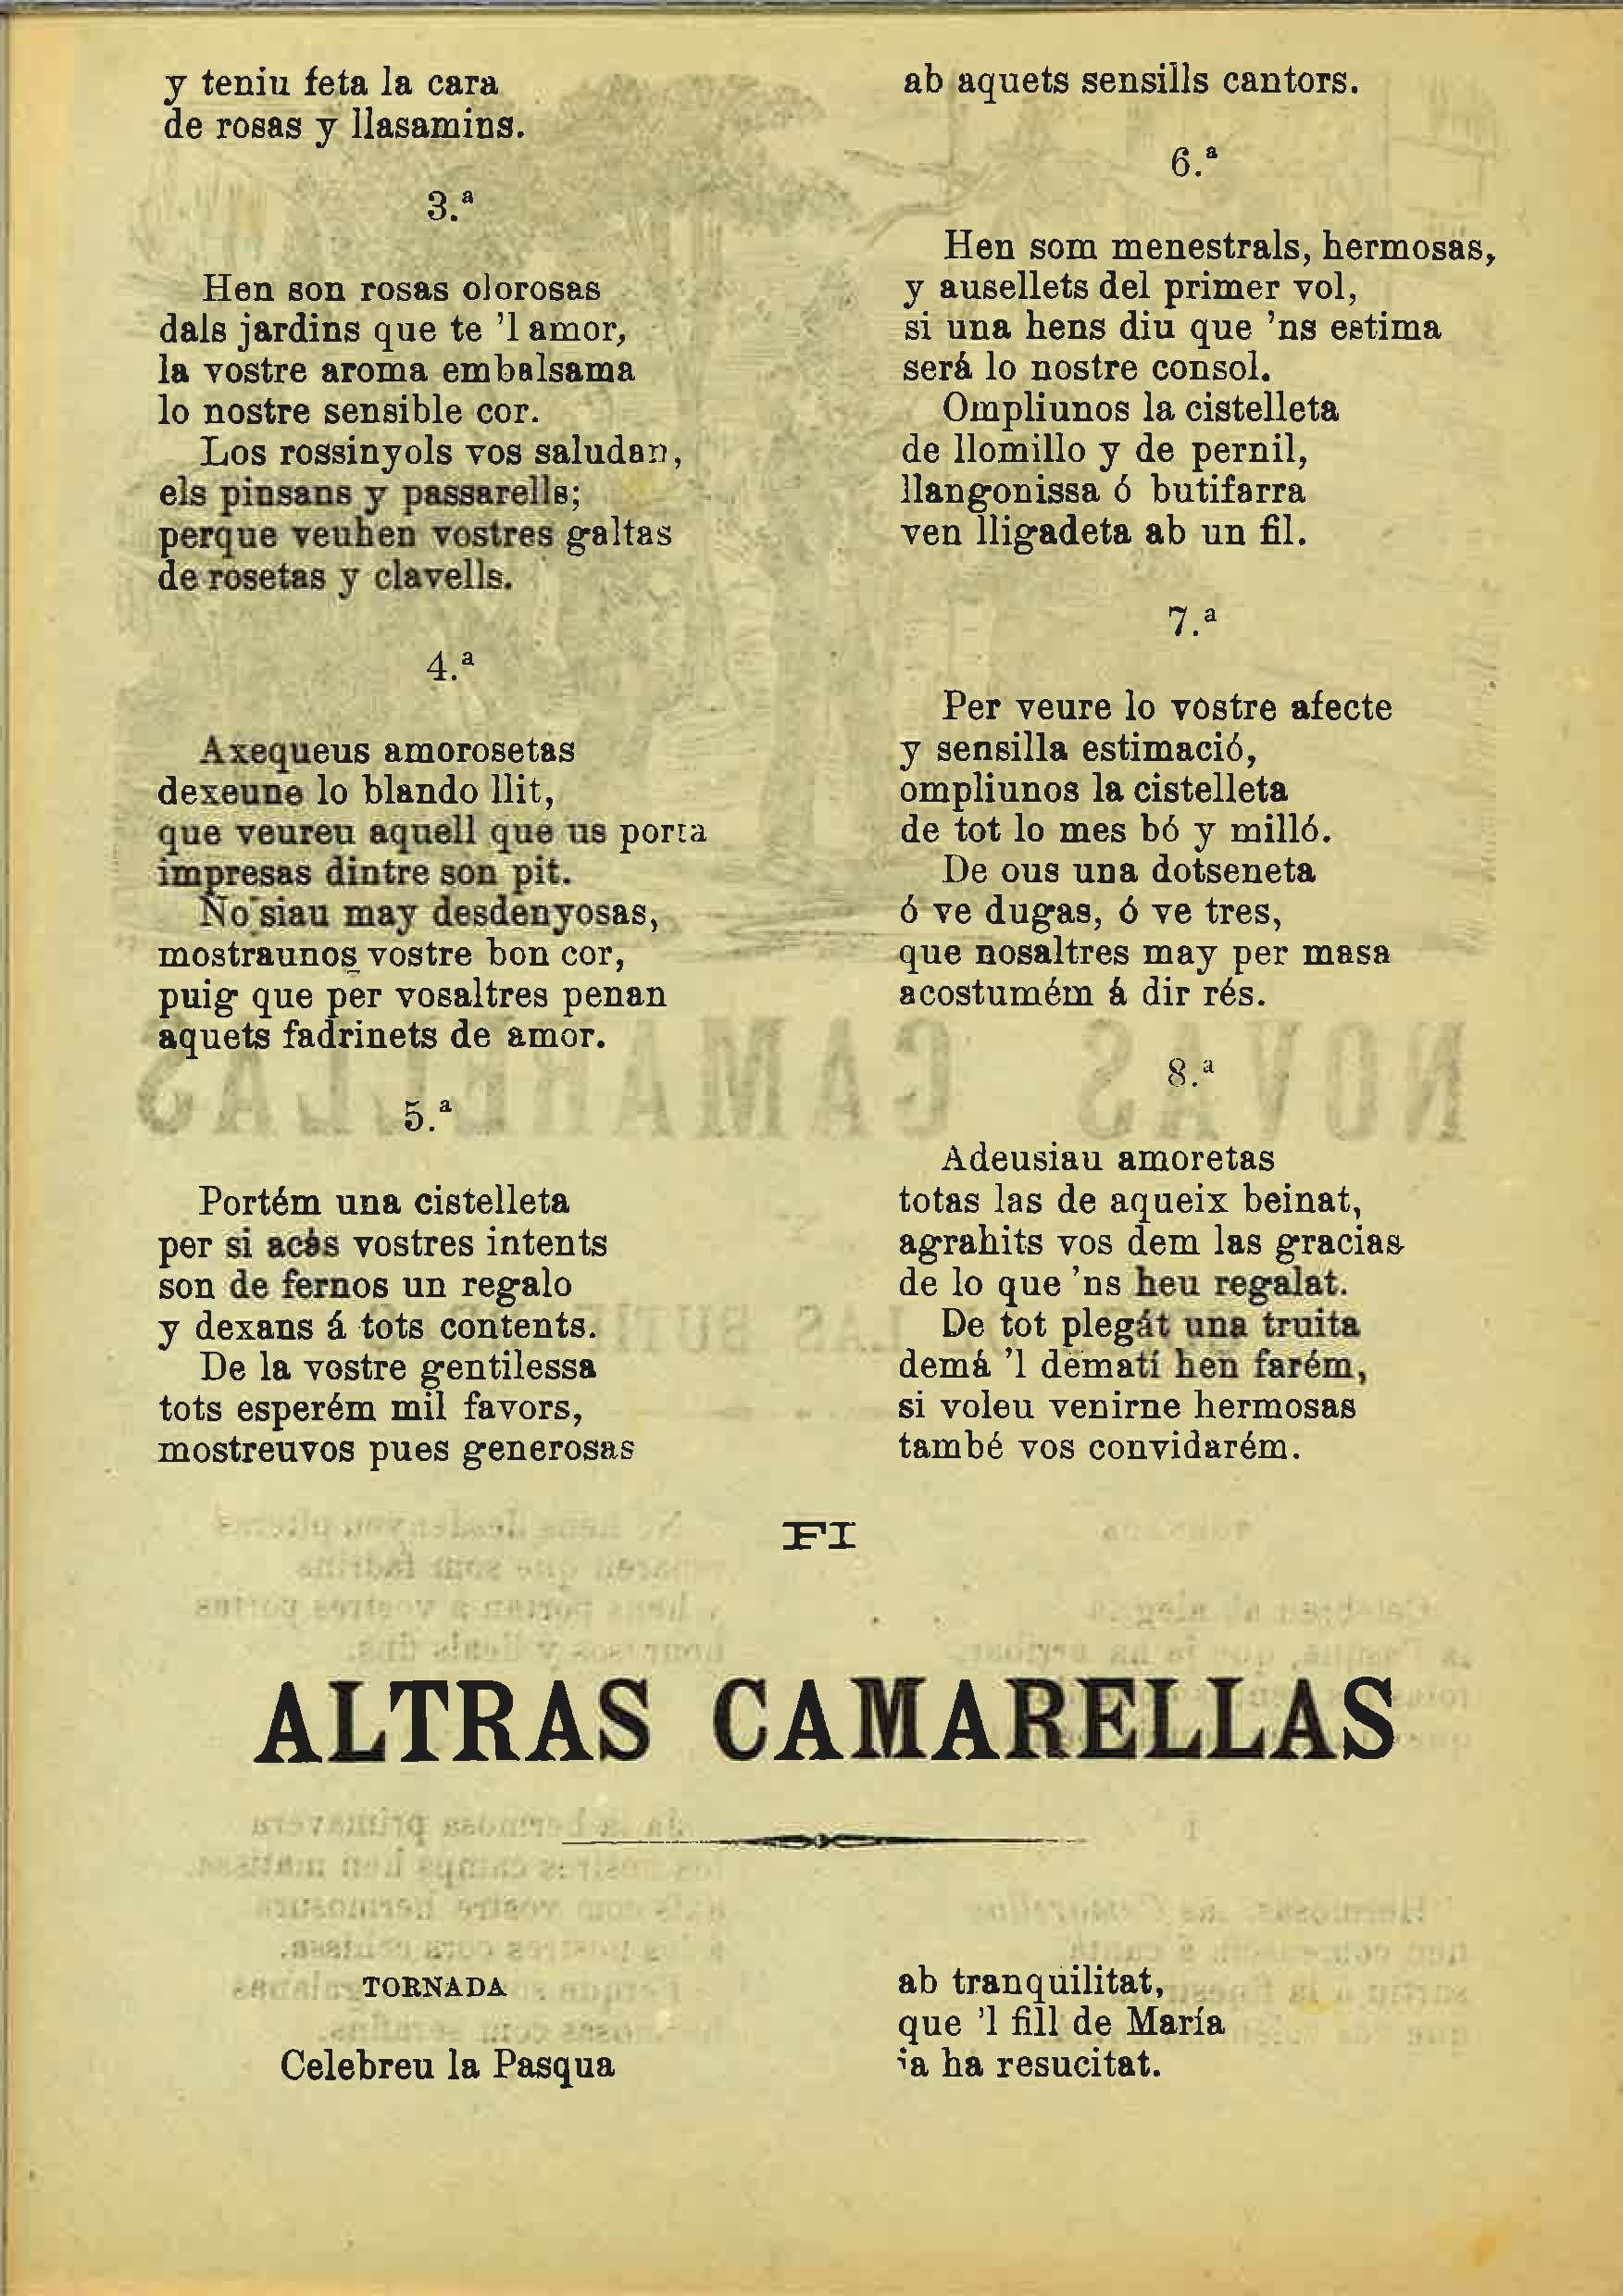 y teniu feta la cara
de rosas y llasamins.
3.ª
Hen son rosas olorosas
dals jardins que te 'l amor,
la vostre aroma embalsama
lo nostre sensible cor.
Los rossinyols vos saludan,
els pinsans y passarells;
perque veuhen vostres galtas
de rosetas y clavells.
4.ª
Axequeus amorosetas
dexeune lo blando llit,
que veureu aquell que us porta
impresas dintre son pit.
No siau may desdenyosas,
mostraunos vostre bon cor,
puig que per vosaltres penan
aquets fadrinets de amor.
5.ª
Portém una cistelleta
per si acás vostres intents
son de fernos un regalo
y dexans á tots contents.
De la vostre gentilessa
tots esperém mil favors,
mostreuvos pues generosas
ab aquets sensills cantors.
6.ª
Hen som menestrals, hermosas,
y ausellets del primer vol,
si una hens diu que 'ns estima
será lo nostre consol.
Ompliunos la cistelleta
de llomillo y de pernil,
llangonissa ó butifarra
ven lligadeta ab un fil.
7.ª
Per veure lo vostre afecte
y sensilla estimació,
ompliunos la cistelleta
de tot lo mes bó y milló.
De ous una dotseneta
ó ve dugas, ó ve tres,
que nosaltres may per masa
acostumém á dir rés.
8.ª
Adeusiau amoretas
totas las de aqueix beinat,
agrahits vos dem las gracias
de lo que 'ns heu regalat.
De tot plegát una truita
demá 'l dematí hen farém,
si voleu venirne hermosas
també vos convidarém.
FI
ALTRAS CAMARELLAS
TORNADA
Celebreu la Pasqua
ab tranquilitat,
que 'l fill de María
ia ha resucitat.